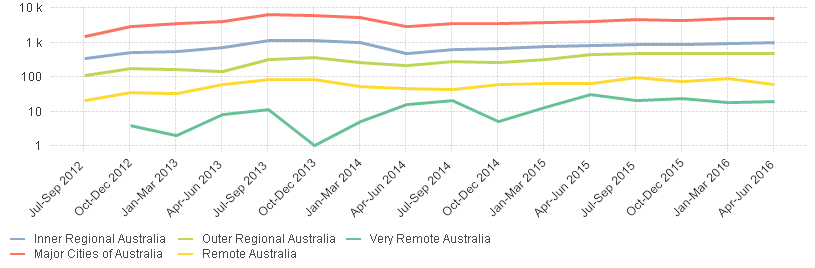 10 k
1 k
100
10
1
Jul-Sep 2012
Oct-Dec 2012
Jan-Mar 2013
Apr-Jun 2013
Jul-Sep 2013
Oct-Dec 2013
Jan-Mar 2014
Apr-Jun 2014
Jul-Sep 2014
Oct-Dec 2014
Jan-Mar 2015
Apr-Jun 2015
Jul-Sep 2015
Oct-Dec 2015
Jan-Mar 2016
Apr-Jun 2016
Inner Regional Australia
Outer Regional Australia
Very Remote Australia
Major Cities of Australia
Remote Australia